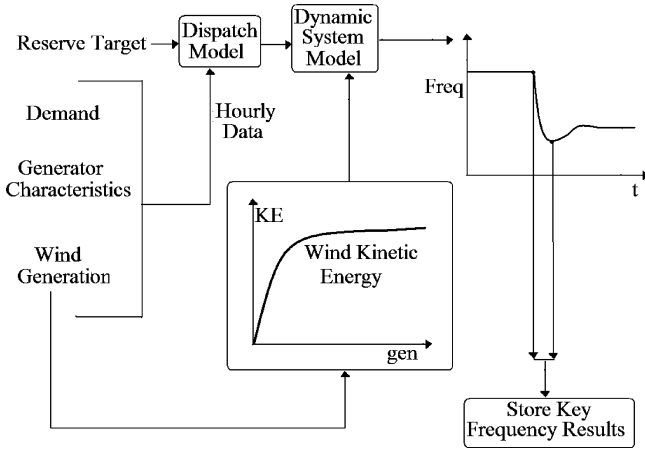 Reserve Target
Dispatch
Model
Dynamic
System
Model
Freq
t
Demand
Generator
Characteristics
Wind
Generation
Hourly
Data
KE
Wind Kinetic
Energy
gen
Store Key
Frequency Results